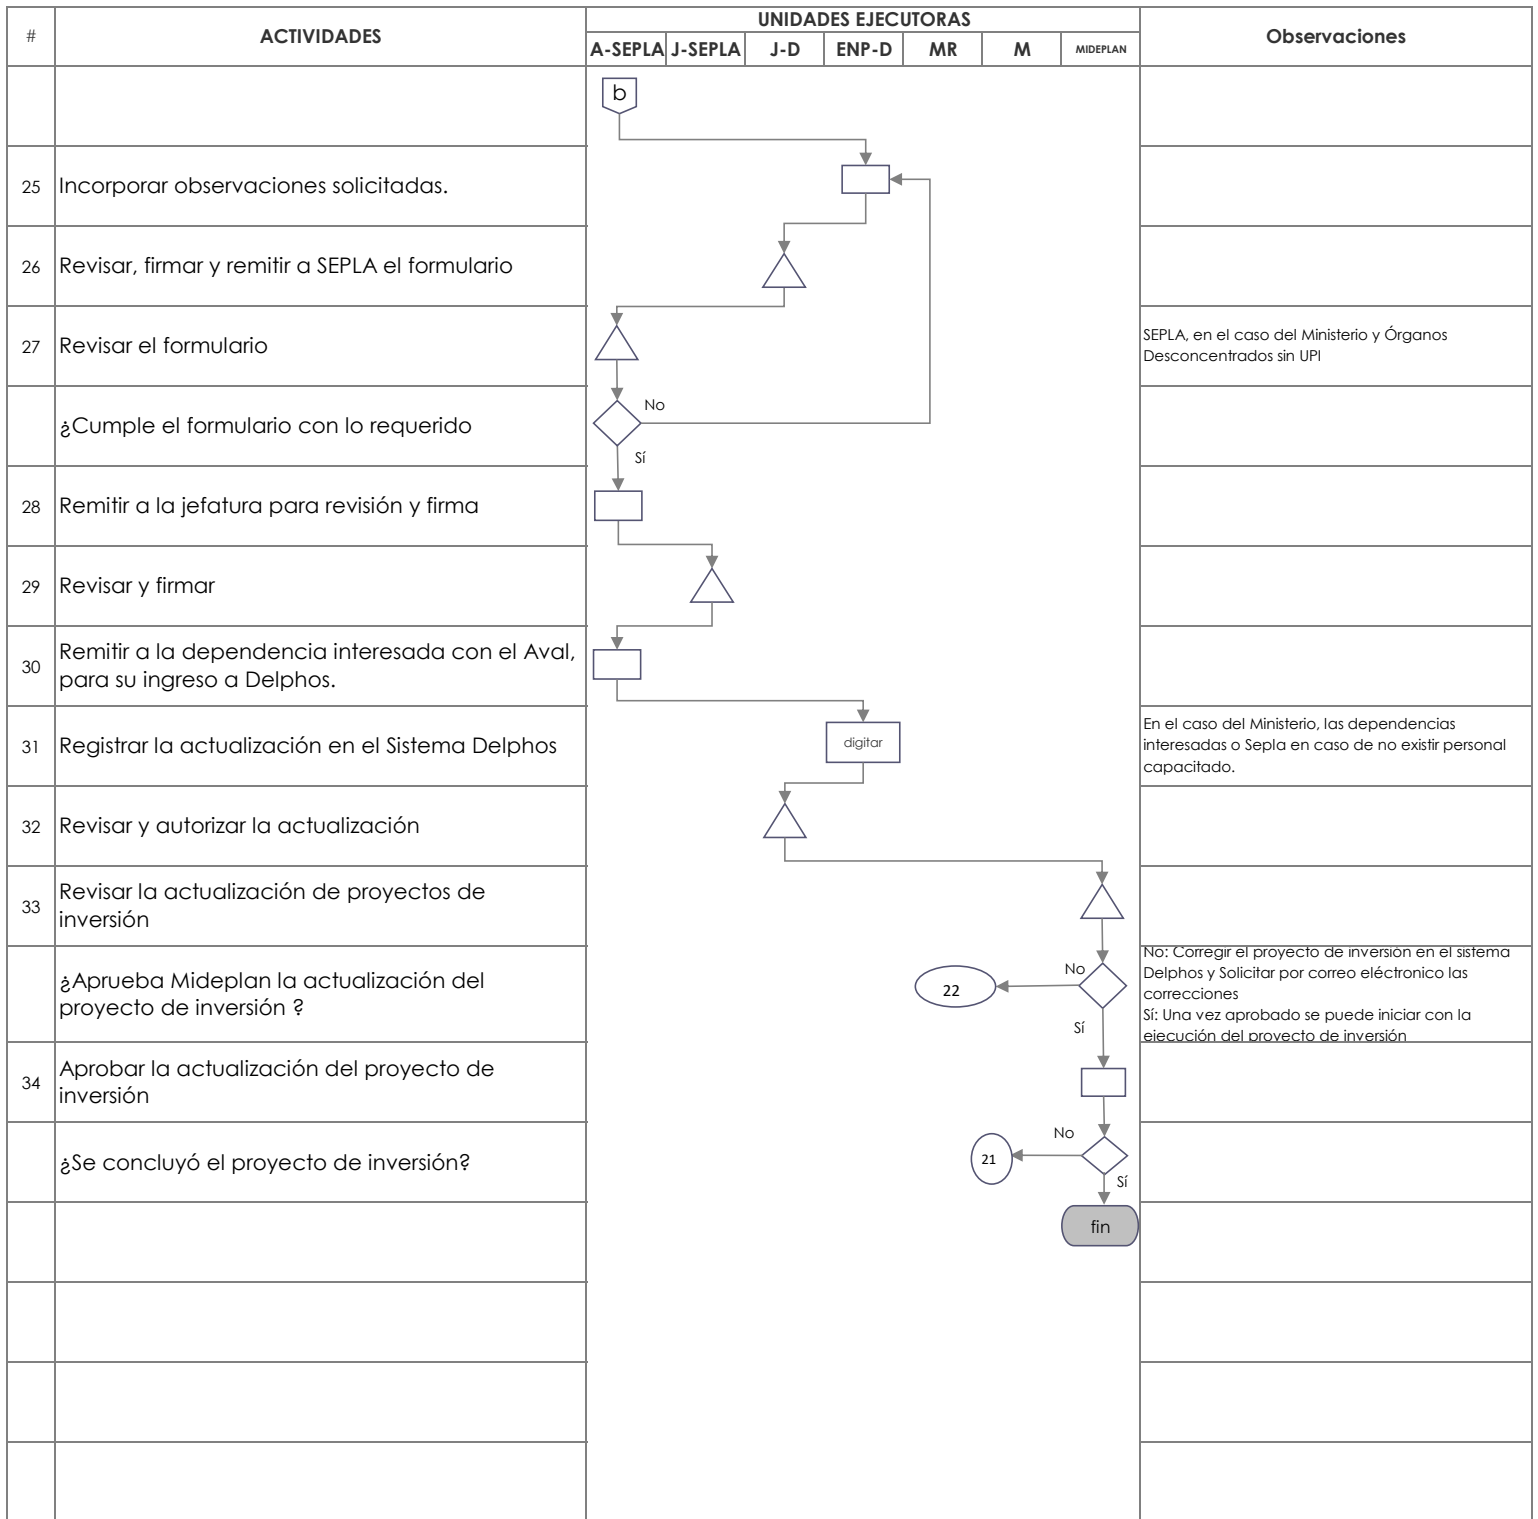 #
ACTIVIDADES
UNIDADES EJECUTORAS
Observaciones
A-SEPLA J-SEPLA J-D ENP-D MR M MIDEPLAN
b
25 Incorporar observaciones solicitadas.
26 Revisar, firmar y remitir a SEPLA el formulario
27 Revisar el formulario
SEPLA, en el caso del Ministerio y Órganos
Desconcentrados sin UPI
¿Cumple el formulario con lo requerido
No
Sí
28 Remitir a la jefatura para revisión y firma
29 Revisar y firmar
30 Remitir a la dependencia interesada con el Aval,
para su ingreso a Delphos.
31 Registrar la actualización en el Sistema Delphos
digitar
En el caso del Ministerio, las dependencias
interesadas o Sepla en caso de no existir personal
capacitado.
32 Revisar y autorizar la actualización
33 Revisar la actualización de proyectos de
inversión
¿Aprueba Mideplan la actualización del
proyecto de inversión ?
22
No
Sí
No: Corregir el proyecto de inversión en el sistema
Delphos y Solicitar por correo eléctronico las
correcciones
Sí: Una vez aprobado se puede iniciar con la
ejecución del proyecto de inversión
34 Aprobar la actualización del proyecto de
inversión
¿Se concluyó el proyecto de inversión?
No
21
Sí
fin